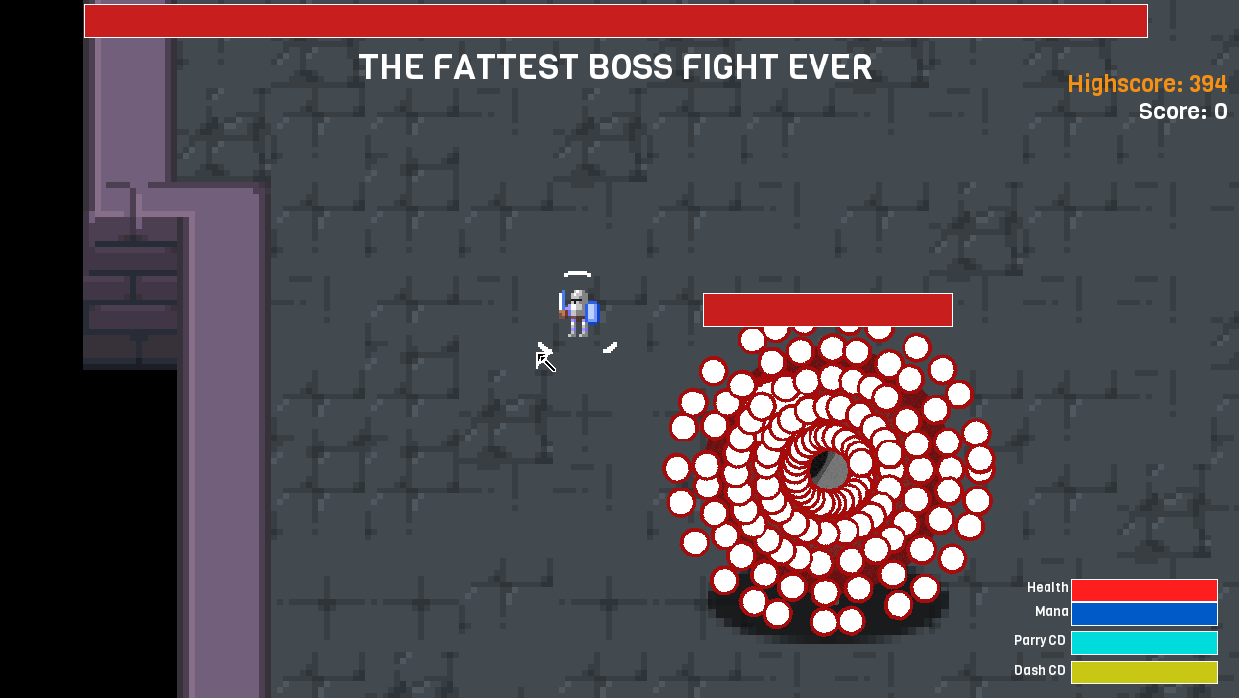 THE FATTEST BOSS FIGHT EVER
Highscore: 394
Score: 0
Health
Mana
Parry CD
Dash CD